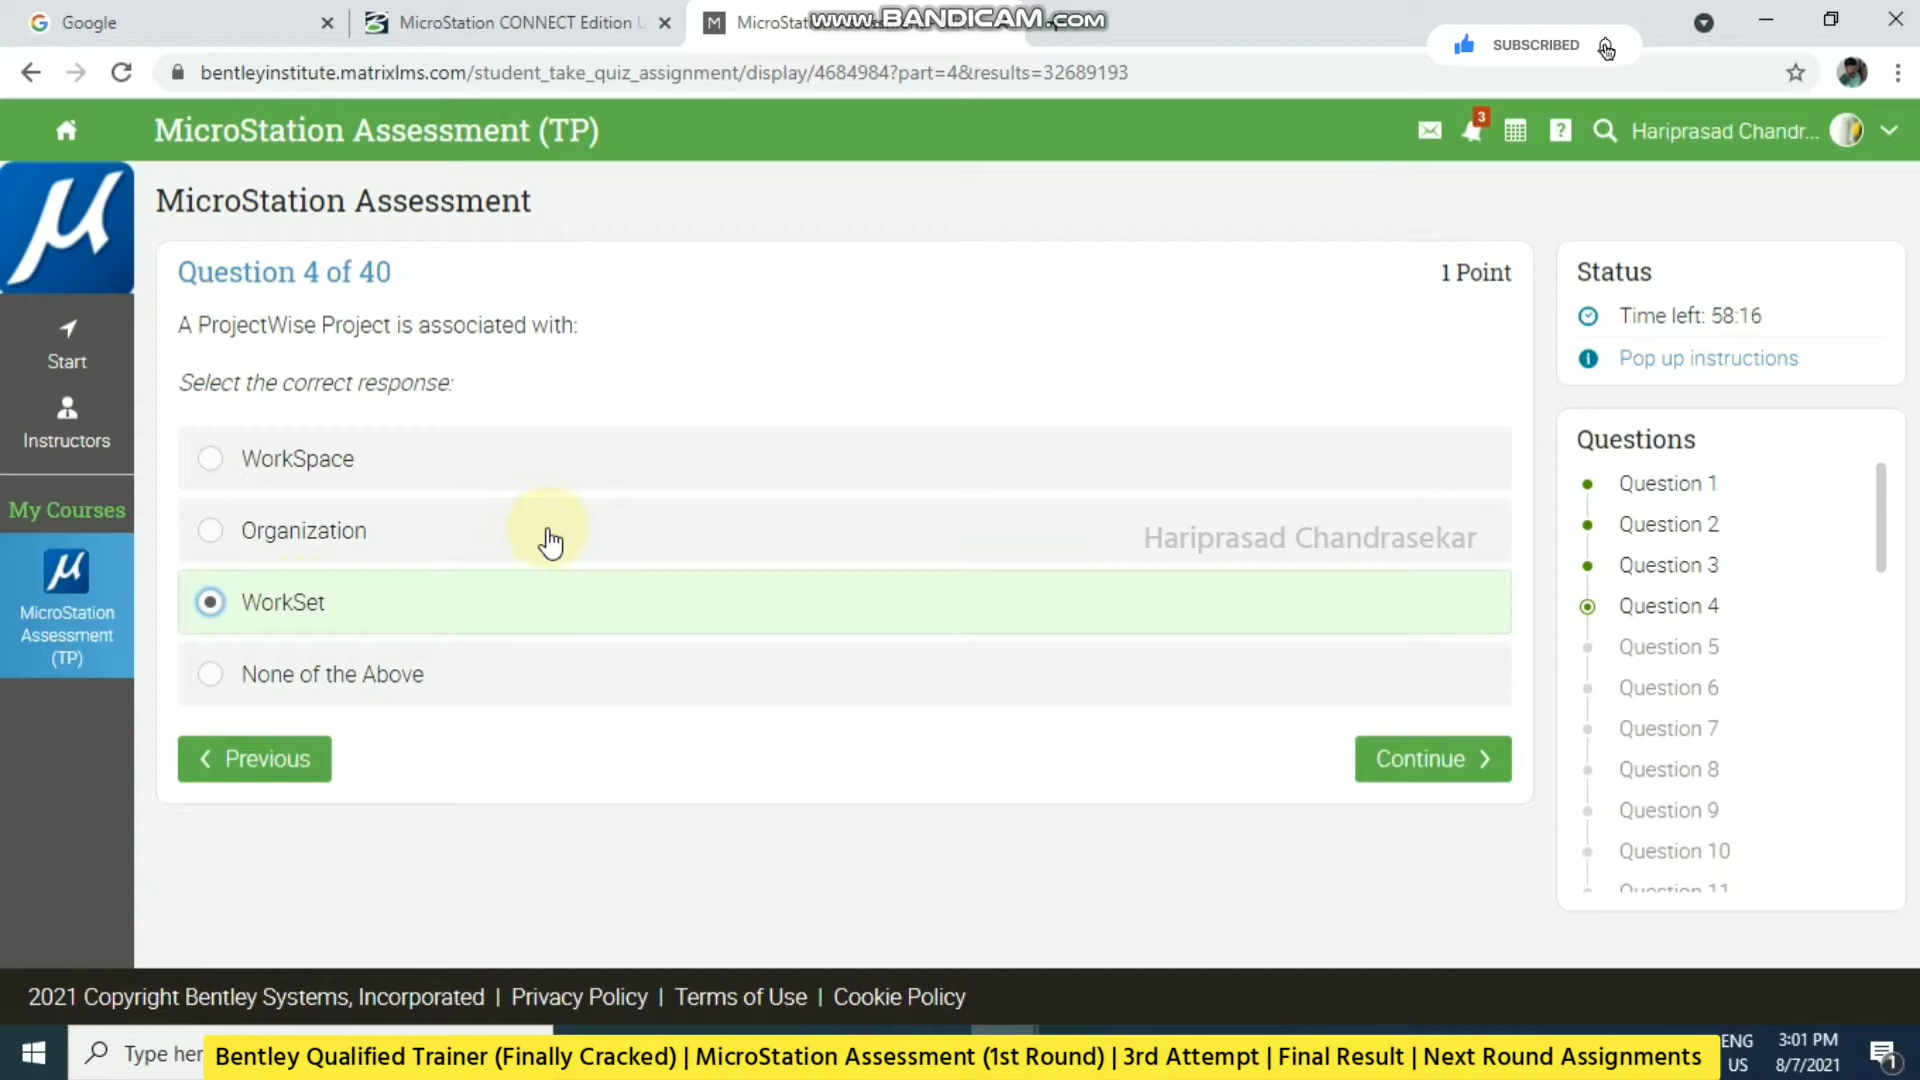 Google
MicroStation CONNECT Edition U
MicroStat
www.BANDICAM.com
SUBSCRIBED
bentleyinstitute.matrixlms.com/student_take_quiz_assignment/display/4684984?part=4&results=32689193
MicroStation Assessment (TP)
3
Hariprasad Chandr...
MicroStation Assessment
Start
Instructors
My Courses
MicroStation
Assessment
(TP)
Question 4 of 40
1 Point
A ProjectWise Project is associated with:
Select the correct response:
WorkSpace
Organization
Hariprasad Chandrasekar
WorkSet
None of the Above
Previous
Continue
Status
Time left: 58:16
Pop up instructions
Questions
Question 1
Question 2
Question 3
Question 4
Question 5
Question 6
Question 7
Question 8
Question 9
Question 10
Question 11
2021 Copyright Bentley Systems, Incorporated | Privacy Policy | Terms of Use | Cookie Policy
Type her
Bentley Qualified Trainer (Finally Cracked) | MicroStation Assessment (1st Round) | 3rd Attempt | Final Result | Next Round Assignments
ENG
US
3:01 PM
8/7/2021
1